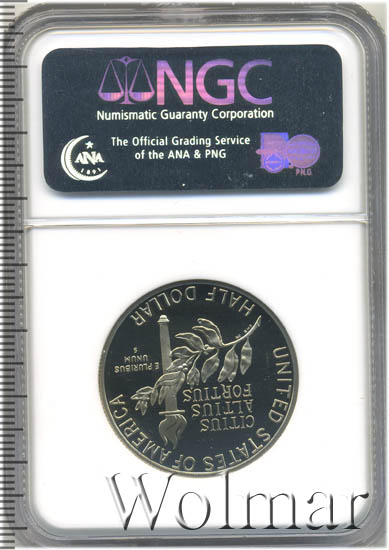 NGC
Numismatic Guaranty Corporation
The Official Grading Service
of the ANA & PNG
ANA
1891
P.N.G.
UNITED STATES OF AMERICA
CITIUS
ALTIUS
FORTIUS
E PLURIBUS
UNUM
S
HALF DOLLAR
Wolmar